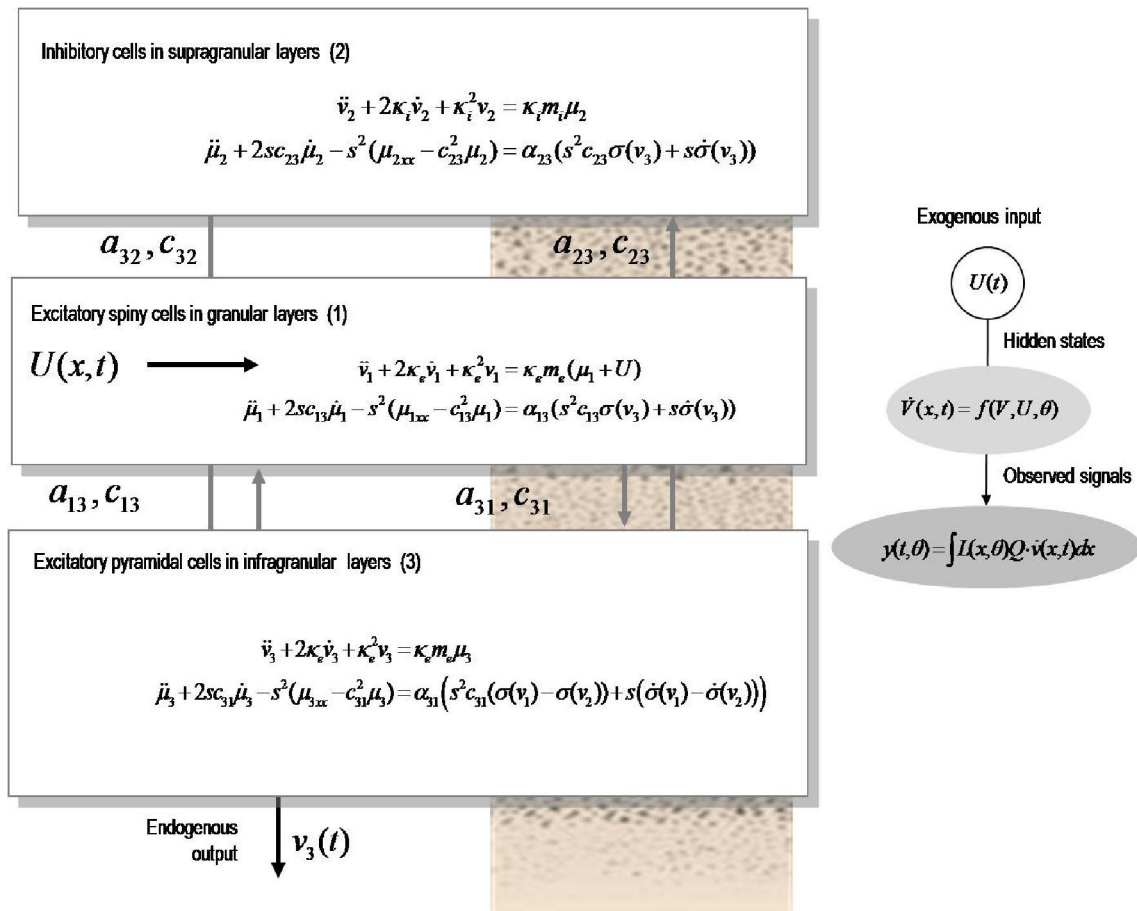 Inhibitory cells in supragranular layers (2)
v̈₂ + 2κᵢv̇₂ + κᵢ²v₂ = κᵢmᵢμ₂
μ̈₂ + 2sc₂₃μ̇₂ − s²(μ₂ₓₓ − c₂₃²μ₂) = α₂₃(s²c₂₃σ(v₃) + sσ̇(v₃))
a₃₂, c₃₂
a₂₃, c₂₃
Excitatory spiny cells in granular layers (1)
U(x,t)
v̈₁ + 2κₑv̇₁ + κₑ²v₁ = κₑmₑ(μ₁ + U)
μ̈₁ + 2sc₁₃μ̇₁ − s²(μ₁ₓₓ − c₁₃²μ₁) = α₁₃(s²c₁₃σ(v₃) + sσ̇(v₃))
a₁₃, c₁₃
a₃₁, c₃₁
Excitatory pyramidal cells in infragranular layers (3)
v̈₃ + 2κₑv̇₃ + κₑ²v₃ = κₑmₑμ₃
μ̈₃ + 2sc₃₁μ̇₃ − s²(μ₃ₓₓ − c₃₁²μ₃) = α₃₁(s²c₃₁(σ(v₁) − σ(v₂)) + s(σ̇(v₁) − σ̇(v₂)))
Endogenous
output
v₃(t)
Exogenous input
U(t)
Hidden states
V̇(x,t) = f(V,U,θ)
Observed signals
y(t,θ) = ∫L(x,θ)Q·v̇(x,t)dx